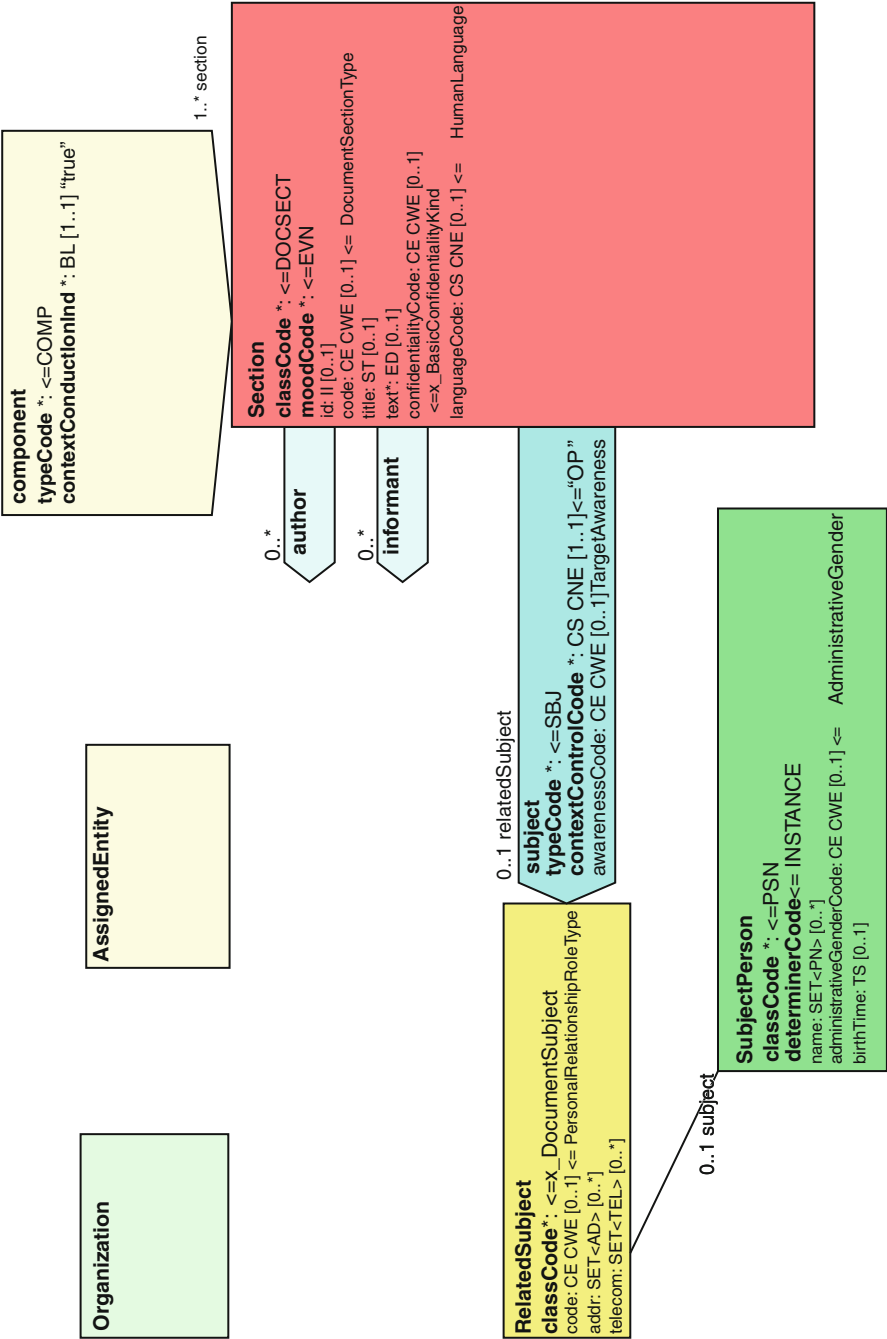 component
typeCode *: <=COMP
contextConductionInd *: BL [1..1] “true”
1..* section
Section
classCode *: <=DOCSECT
moodCode *: <=EVN
id: II [0..1]
code: CE CWE [0..1] <= DocumentSectionType
title: ST [0..1]
text*: ED [0..1]
confidentialityCode: CE CWE [0..1]
<=x_BasicConfidentialityKind
languageCode: CS CNE [0..1] <= HumanLanguage
0..*
author
0..*
informant
AssignedEntity
Organization
0..1 relatedSubject
subject
typeCode *: <=SBJ
contextControlCode *: CS CNE [1..1]<=“OP”
awarenessCode: CE CWE [0..1]TargetAwareness
RelatedSubject
classCode*: <=x_DocumentSubject
code: CE CWE [0..1] <= PersonalRelationshipRoleType
addr: SET<AD> [0..*]
telecom: SET<TEL> [0..*]
0..1 subject
SubjectPerson
classCode *: <=PSN
determinerCode<= INSTANCE
name: SET<PN> [0..*]
administrativeGenderCode: CE CWE [0..1] <= AdministrativeGender
birthTime: TS [0..1]